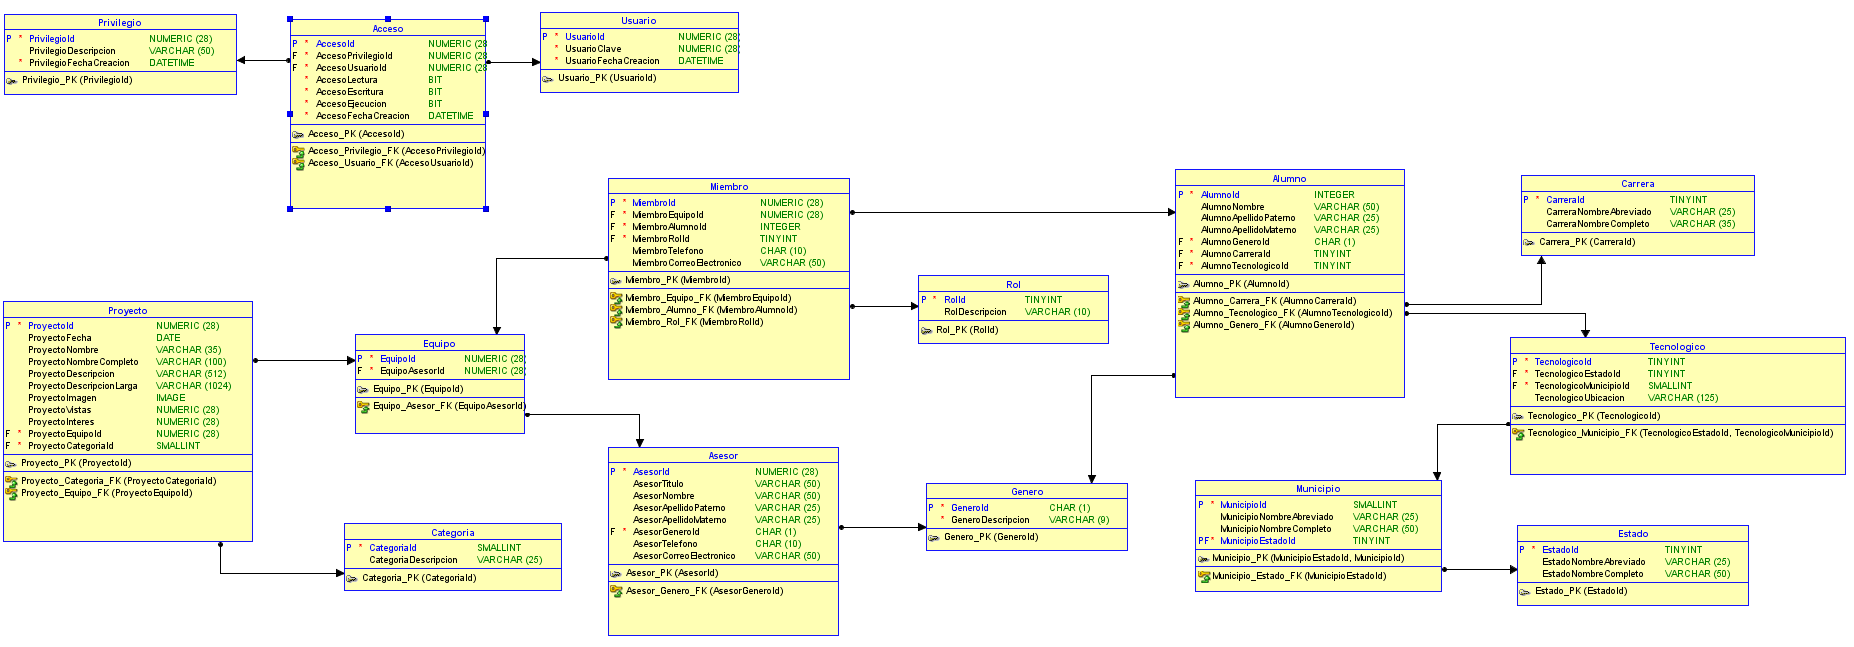 Privilegio
P * PrivilegioId NUMERIC (28)
PrivilegioDescripcion VARCHAR (50)
* PrivilegioFechaCreacion DATETIME
Privilegio_PK (PrivilegioId)
Acceso
P * AccesoId NUMERIC (28
F * AccesoPrivilegioId NUMERIC (28
F * AccesoUsuarioId NUMERIC (28
* AccesoLectura BIT
* AccesoEscritura BIT
* AccesoEjecucion BIT
* AccesoFechaCreacion DATETIME
Acceso_PK (AccesoId)
Acceso_Privilegio_FK (AccesoPrivilegioId)
Acceso_Usuario_FK (AccesoUsuarioId)
Usuario
P * UsuarioId NUMERIC (28)
* UsuarioClave NUMERIC (28)
* UsuarioFechaCreacion DATETIME
Usuario_PK (UsuarioId)
Miembro
P * MiembroId NUMERIC (28)
F * MiembroEquipoId NUMERIC (28)
F * MiembroAlumnoId INTEGER
F * MiembroRolId TINYINT
MiembroTelefono CHAR (10)
MiembroCorreoElectronico VARCHAR (50)
Miembro_PK (MiembroId)
Miembro_Equipo_FK (MiembroEquipoId)
Miembro_Alumno_FK (MiembroAlumnoId)
Miembro_Rol_FK (MiembroRolId)
Alumno
P * AlumnoId INTEGER
AlumnoNombre VARCHAR (50)
AlumnoApellidoPaterno VARCHAR (25)
AlumnoApellidoMaterno VARCHAR (25)
F * AlumnoGeneroId CHAR (1)
F * AlumnoCarreraId TINYINT
F * AlumnoTecnologicoId TINYINT
Alumno_PK (AlumnoId)
Alumno_Carrera_FK (AlumnoCarreraId)
Alumno_Tecnologico_FK (AlumnoTecnologicoId)
Alumno_Genero_FK (AlumnoGeneroId)
Carrera
P * CarreraId TINYINT
CarreraNombreAbreviado VARCHAR (25)
CarreraNombreCompleto VARCHAR (35)
Carrera_PK (CarreraId)
Rol
P * RolId TINYINT
RolDescripcion VARCHAR (10)
Rol_PK (RolId)
Proyecto
P * ProyectoId NUMERIC (28)
ProyectoFecha DATE
ProyectoNombre VARCHAR (35)
ProyectoNombreCompleto VARCHAR (100)
ProyectoDescripcion VARCHAR (512)
ProyectoDescripcionLarga VARCHAR (1024)
ProyectoImagen IMAGE
ProyectoVistas NUMERIC (28)
ProyectoInteres NUMERIC (28)
F * ProyectoEquipoId NUMERIC (28)
F * ProyectoCategoriaId SMALLINT
Proyecto_PK (ProyectoId)
Proyecto_Categoria_FK (ProyectoCategoriaId)
Proyecto_Equipo_FK (ProyectoEquipoId)
Equipo
P * EquipoId NUMERIC (28)
F * EquipoAsesorId NUMERIC (28)
Equipo_PK (EquipoId)
Equipo_Asesor_FK (EquipoAsesorId)
Tecnologico
P * TecnologicoId TINYINT
F * TecnologicoEstadoId TINYINT
F * TecnologicoMunicipioId SMALLINT
TecnologicoUbicacion VARCHAR (125)
Tecnologico_PK (TecnologicoId)
Tecnologico_Municipio_FK (TecnologicoEstadoId, TecnologicoMunicipioId)
Asesor
P * AsesorId NUMERIC (28)
AsesorTitulo VARCHAR (50)
AsesorNombre VARCHAR (50)
AsesorApellidoPaterno VARCHAR (25)
AsesorApellidoMaterno VARCHAR (25)
F * AsesorGeneroId CHAR (1)
AsesorTelefono CHAR (10)
AsesorCorreoElectronico VARCHAR (50)
Asesor_PK (AsesorId)
Asesor_Genero_FK (AsesorGeneroId)
Genero
P * GeneroId CHAR (1)
* GeneroDescripcion VARCHAR (9)
Genero_PK (GeneroId)
Municipio
P * MunicipioId SMALLINT
MunicipioNombreAbreviado VARCHAR (25)
MunicipioNombreCompleto VARCHAR (50)
PF * MunicipioEstadoId TINYINT
Municipio_PK (MunicipioEstadoId, MunicipioId)
Municipio_Estado_FK (MunicipioEstadoId)
Categoria
P * CategoriaId SMALLINT
CategoriaDescripcion VARCHAR (25)
Categoria_PK (CategoriaId)
Estado
P * EstadoId TINYINT
EstadoNombreAbreviado VARCHAR (25)
EstadoNombreCompleto VARCHAR (50)
Estado_PK (EstadoId)